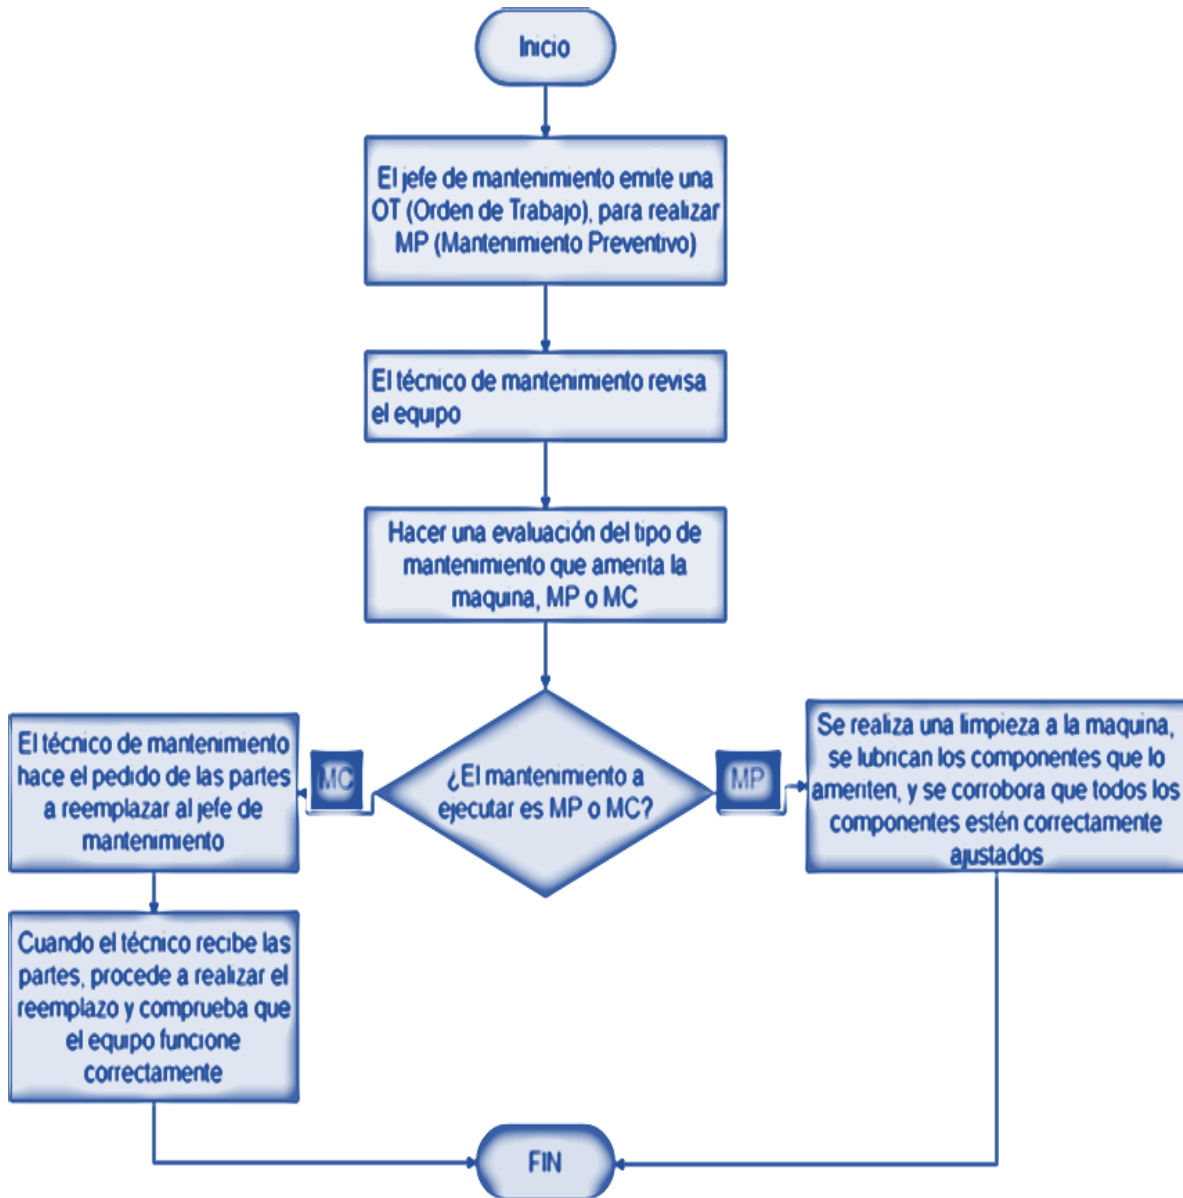 Inicio
El jefe de mantenimiento emite una
OT (Orden de Trabajo), para realizar
MP (Mantenimiento Preventivo)
El técnico de mantenimiento revisa
el equipo
Hacer una evaluación del tipo de
mantenimiento que amerita la
maquina, MP o MC
¿El mantenimiento a
ejecutar es MP o MC?
MC
El técnico de mantenimiento
hace el pedido de las partes
a reemplazar al jefe de
mantenimiento
Cuando el técnico recibe las
partes, procede a realizar el
reemplazo y comprueba que
el equipo funcione
correctamente
MP
Se realiza una limpieza a la maquina,
se lubrican los componentes que lo
ameriten, y se corrobora que todos los
componentes estén correctamente
ajustados
FIN